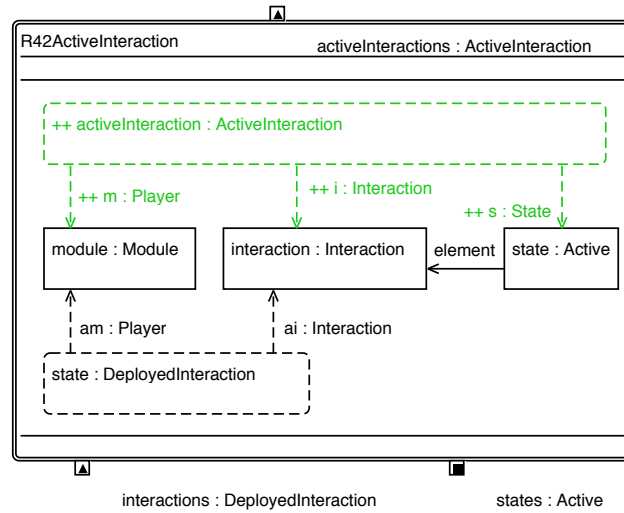 R42ActiveInteraction
activeInteractions : ActiveInteraction
++ activeInteraction : ActiveInteraction
++ m : Player
++ i : Interaction
++ s : State
module : Module
interaction : Interaction
element
state : Active
am : Player
ai : Interaction
state : DeployedInteraction
interactions : DeployedInteraction
states : Active